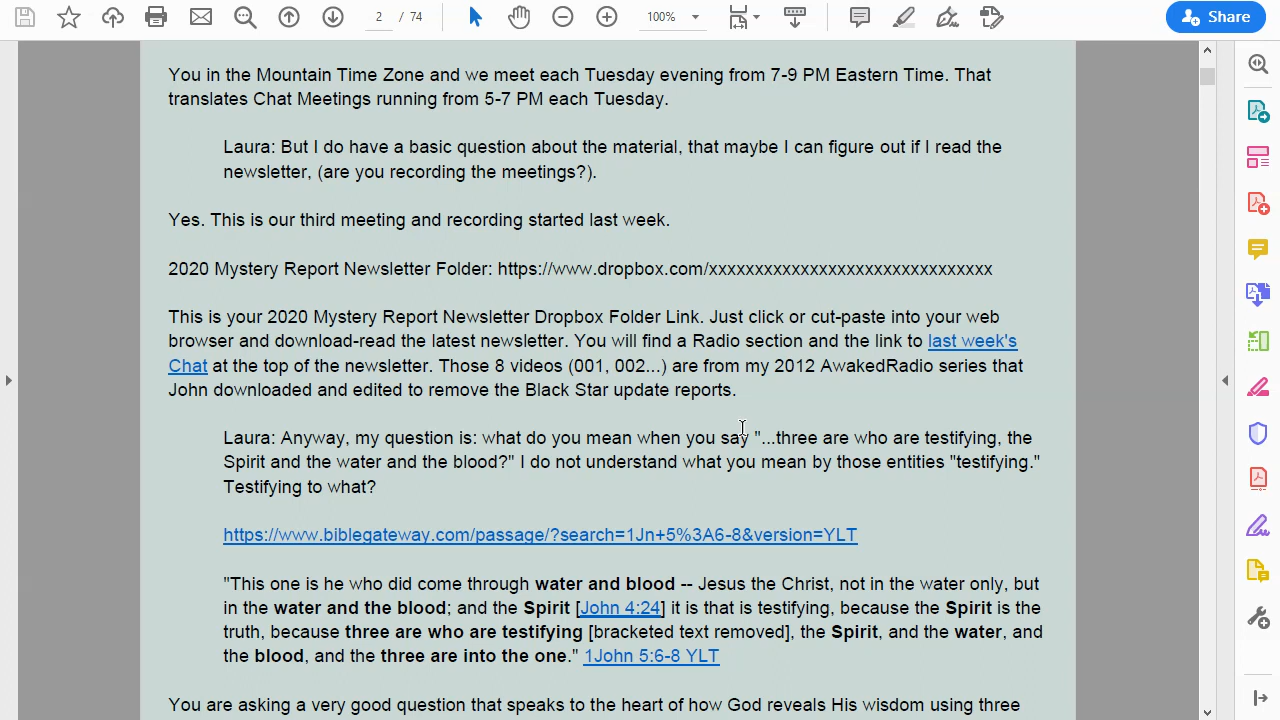 2 / 74
100%
Share
You in the Mountain Time Zone and we meet each Tuesday evening from 7-9 PM Eastern Time. That
translates Chat Meetings running from 5-7 PM each Tuesday.
Laura: But I do have a basic question about the material, that maybe I can figure out if I read the
newsletter, (are you recording the meetings?).
Yes. This is our third meeting and recording started last week.
2020 Mystery Report Newsletter Folder: https://www.dropbox.com/xxxxxxxxxxxxxxxxxxxxxxxxxxxxxxx
This is your 2020 Mystery Report Newsletter Dropbox Folder Link. Just click or cut-paste into your web
browser and download-read the latest newsletter. You will find a Radio section and the link to last week's
Chat at the top of the newsletter. Those 8 videos (001, 002...) are from my 2012 AwakedRadio series that
John downloaded and edited to remove the Black Star update reports.
Laura: Anyway, my question is: what do you mean when you say "...three are who are testifying, the
Spirit and the water and the blood?" I do not understand what you mean by those entities "testifying."
Testifying to what?
https://www.biblegateway.com/passage/?search=1Jn+5%3A6-8&version=YLT
"This one is he who did come through water and blood -- Jesus the Christ, not in the water only, but
in the water and the blood; and the Spirit [John 4:24] it is that is testifying, because the Spirit is the
truth, because three are who are testifying [bracketed text removed], the Spirit, and the water, and
the blood, and the three are into the one." 1John 5:6-8 YLT
You are asking a very good question that speaks to the heart of how God reveals His wisdom using three